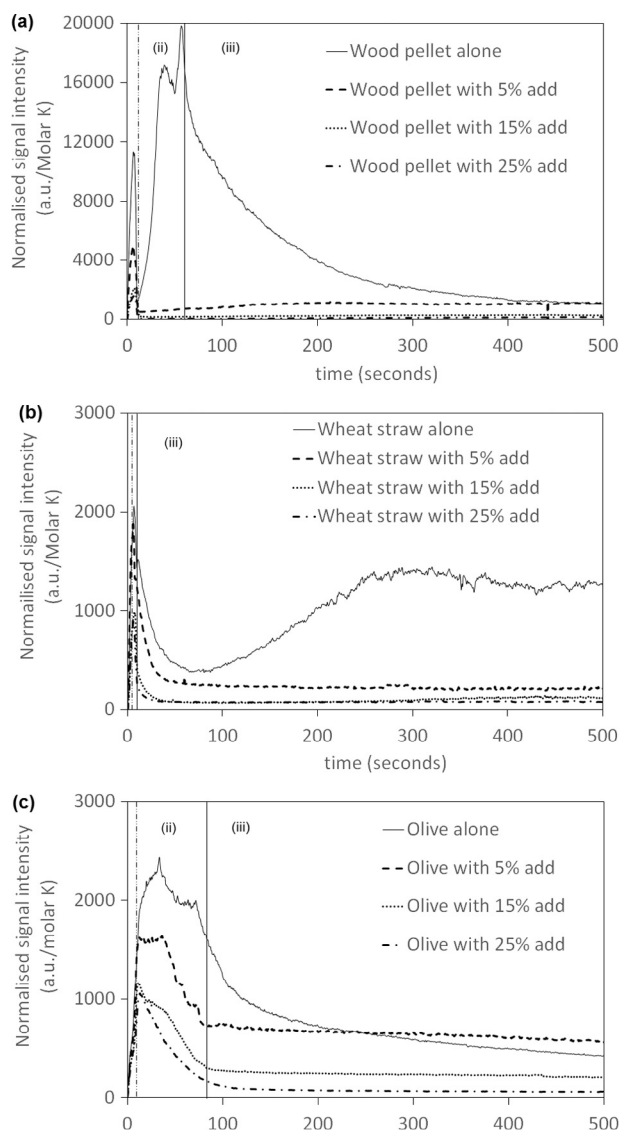 (a)
Normalised signal intensity
(a.u./Molar K)
20000
16000
12000
8000
4000
0
(ii)
(iii)
Wood pellet alone
Wood pellet with 5% add
Wood pellet with 15% add
Wood pellet with 25% add
0
100
200
300
400
500
time (seconds)
(b)
Normailised signal intensity
(a.u./Molar K)
3000
2000
1000
0
(iii)
Wheat straw alone
Wheat straw with 5% add
Wheat straw with 15% add
Wheat straw with 25% add
0
100
200
300
400
500
time (seconds)
(c)
Normalised signal intensity
(a.u./molar K)
3000
2000
1000
0
(ii)
(iii)
Olive alone
Olive with 5% add
Olive with 15% add
Olive with 25% add
0
100
200
300
400
500